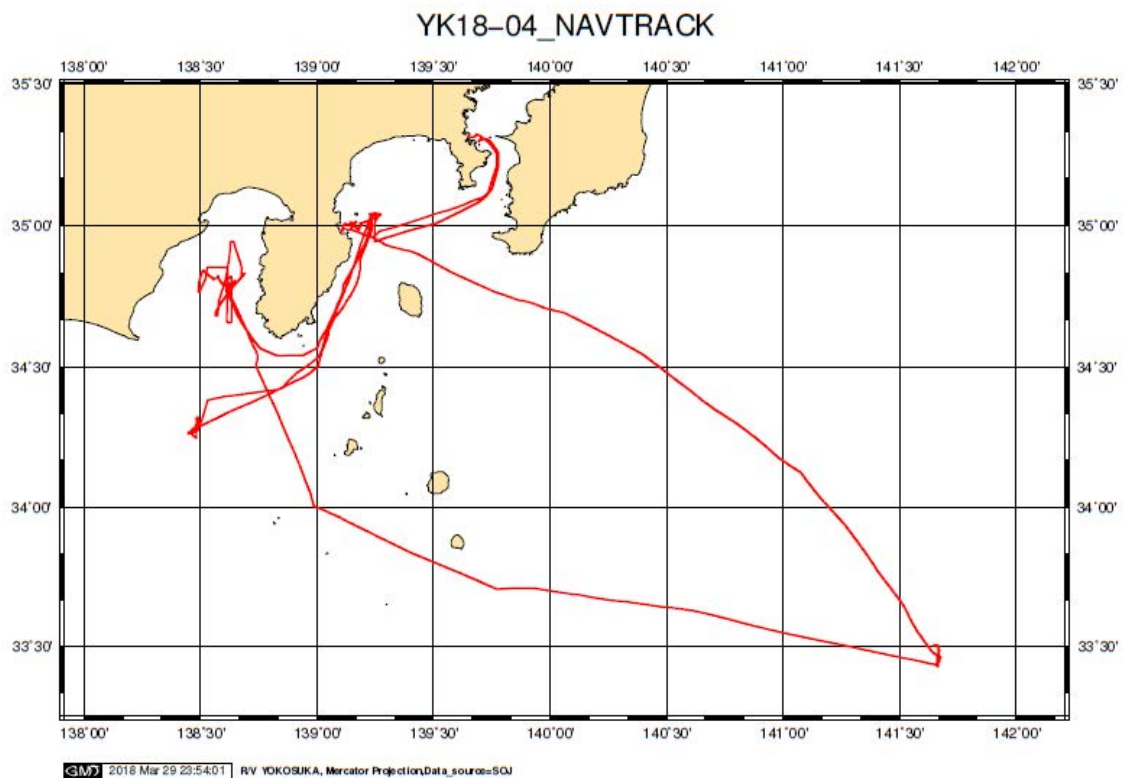 YK18-04_NAVTRACK
138˚00' 138˚30' 139˚00' 139˚30' 140˚00' 140˚30' 141˚00' 141˚30' 142˚00'
35˚30' 35˚30'
35˚00' 35˚00'
34˚30' 34˚30'
34˚00' 34˚00'
33˚30' 33˚30'
138˚00' 138˚30' 139˚00' 139˚30' 140˚00' 140˚30' 141˚00' 141˚30' 142˚00'
GMT 2018 Mar 29 23:54:01 R/V YOKOSUKA, Mercator Projection,Data_source=SOJ